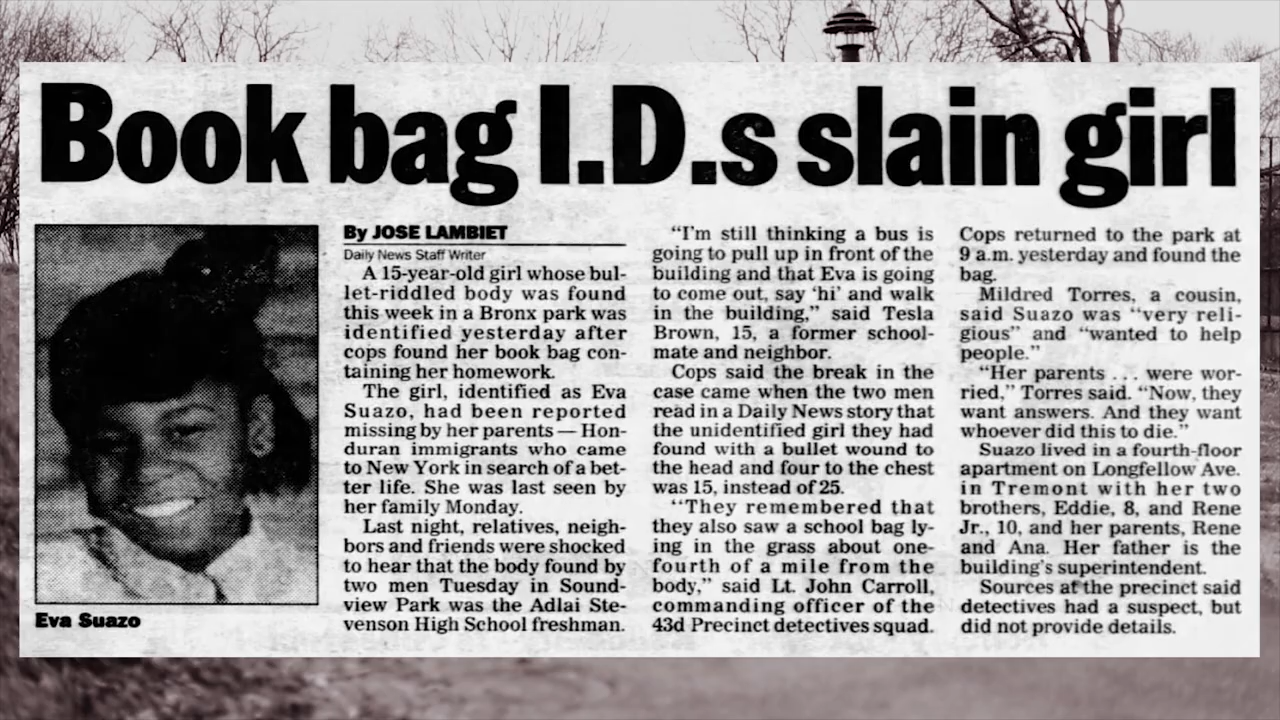 Book bag I.D.s slain girl
By JOSE LAMBIET
Daily News Staff Writer
A 15-year-old girl whose bul-
let-riddled body was found
this week in a Bronx park was
identified yesterday after
cops found her book bag con-
taining her homework.
The girl, identified as Eva
Suazo, had been reported
missing by her parents — Hon-
duran immigrants who came
to New York in search of a bet-
ter life. She was last seen by
her family Monday.
Last night, relatives, neigh-
bors and friends were shocked
to hear that the body found by
two men Tuesday in Sound-
view Park was the Adlai Ste-
venson High School freshman.
"I'm still thinking a bus is
going to pull up in front of the
building and that Eva is going
to come out, say 'hi' and walk
in the building," said Tesla
Brown, 15, a former school-
mate and neighbor.
Cops said the break in the
case came when the two men
read in a Daily News story that
the unidentified girl they had
found with a bullet wound to
the head and four to the chest
was 15, instead of 25.
"They remembered that
they also saw a school bag ly-
ing in the grass about one-
fourth of a mile from the
body," said Lt. John Carroll,
commanding officer of the
43d Precinct detectives squad.
Cops returned to the park at
9 a.m. yesterday and found the
bag.
Mildred Torres, a cousin,
said Suazo was "very reli-
gious" and "wanted to help
people."
"Her parents . . . were wor-
ried," Torres said. "Now, they
want answers. And they want
whoever did this to die."
Suazo lived in a fourth-floor
apartment on Longfellow Ave.
in Tremont with her two
brothers, Eddie, 8, and Rene
Jr., 10, and her parents, Rene
and Ana. Her father is the
building's superintendent.
Sources at the precinct said
detectives had a suspect, but
did not provide details.
Eva Suazo